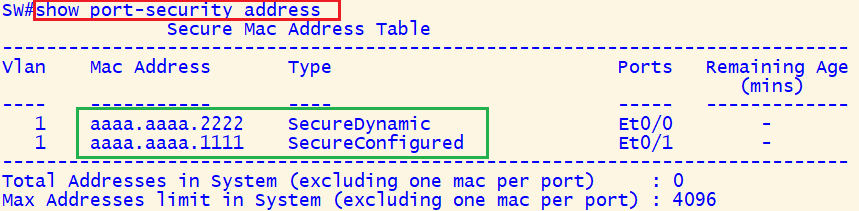 SW#show port-security address
Secure Mac Address Table
-----------------------------------------------------------------------------
Vlan    Mac Address       Type                          Ports   Remaining Age
(mins)
----    -----------       ----                          -----   -------------
1    aaaa.aaaa.2222    SecureDynamic                 Et0/0        -
1    aaaa.aaaa.1111    SecureConfigured              Et0/1        -
-----------------------------------------------------------------------------
Total Addresses in System (excluding one mac per port)     : 0
Max Addresses limit in System (excluding one mac per port) : 4096